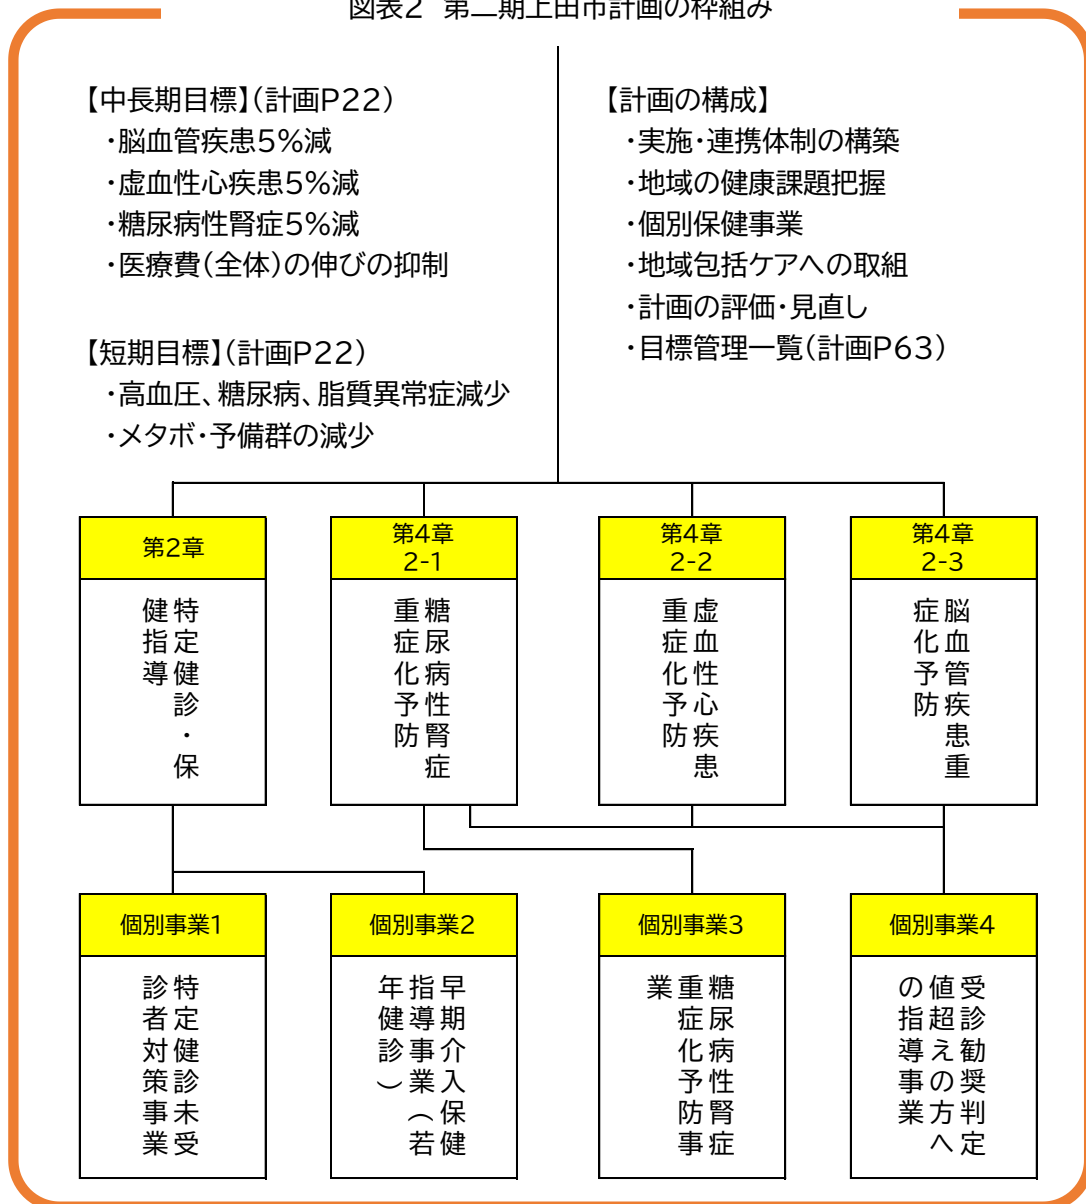 図表2 第二期上田市計画の枠組み
【中長期目標】(計画P22)
・脳血管疾患5%減
・虚血性心疾患5%減
・糖尿病性腎症5%減
・医療費(全体)の伸びの抑制
【短期目標】(計画P22)
・高血圧、糖尿病、脂質異常症減少
・メタボ・予備群の減少
【計画の構成】
・実施・連携体制の構築
・地域の健康課題把握
・個別保健事業
・地域包括ケアへの取組
・計画の評価・見直し
・目標管理一覧(計画P63)
第2章
特定健診・保
健指導
第4章
2-1
糖尿病性腎症
重症化予防
第4章
2-2
虚血性心疾患
重症化予防
第4章
2-3
脳血管疾患重
症化予防
個別事業1
特定健診未受
診者対策事業
個別事業2
早期介入保健
指導事業(若
年健診)
個別事業3
糖尿病性腎症
重症化予防事
業
個別事業4
受診勧奨判定
値超えの方へ
の指導事業